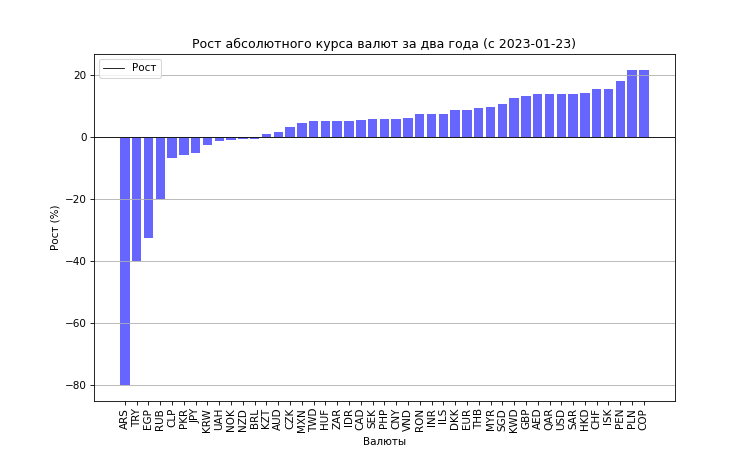 Рост абсолютного курса валют за два года (с 2023-01-23)
Рост
20
0
−20
−40
−60
−80
Рост (%)
ARS TRY EGP RUB CLP PKR JPY KRW UAH NOK NZD BRL KZT AUD CZK MXN TWD HUF ZAR IDR CAD SEK PHP CNY VND RON INR ILS DKK EUR THB MYR SGD KWD GBP AED QAR USD SAR HKD CHF ISK PEN PLN COP
Валюты